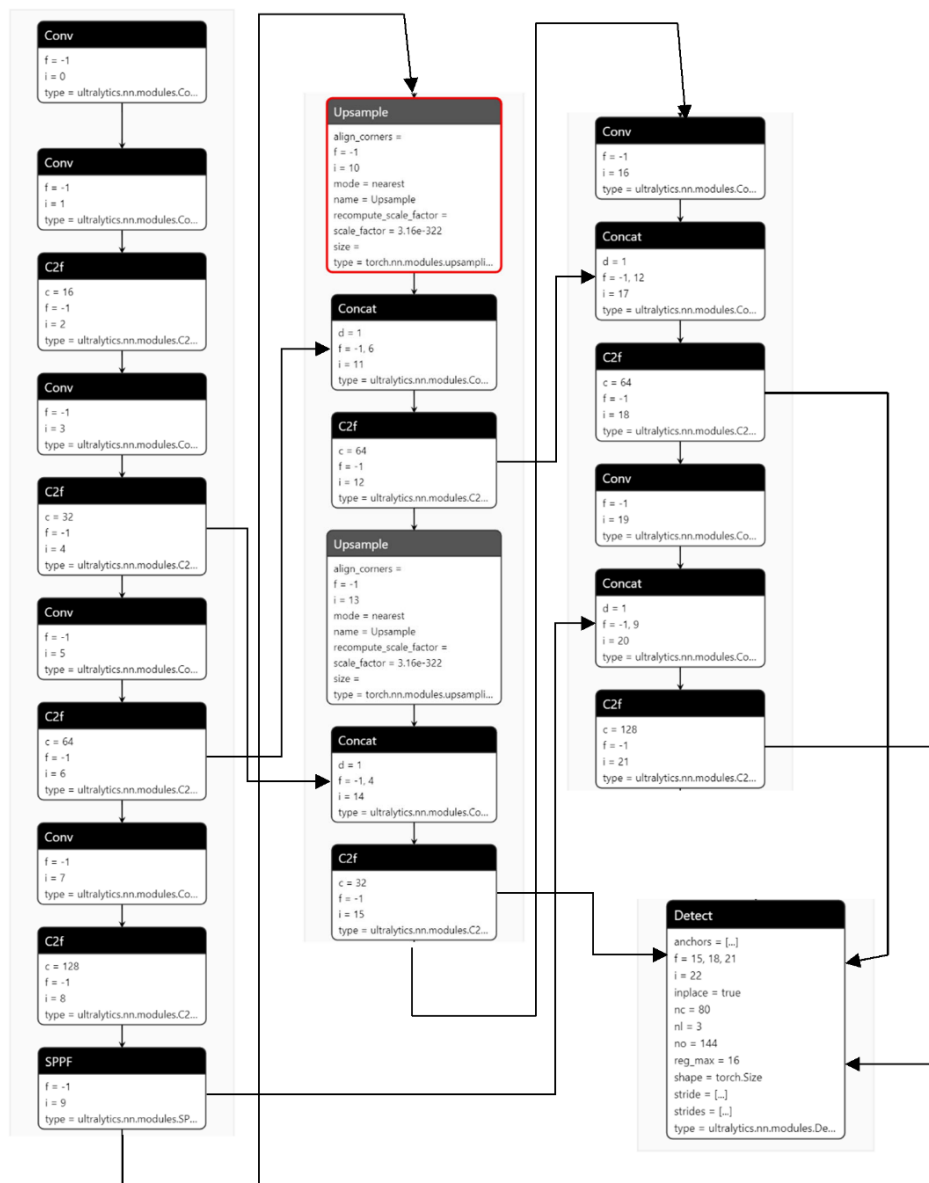 Conv
f = -1
i = 0
type = ultralytics.nn.modules.Co...
Conv
f = -1
i = 1
type = ultralytics.nn.modules.Co...
C2f
c = 16
f = -1
i = 2
type = ultralytics.nn.modules.C2...
Conv
f = -1
i = 3
type = ultralytics.nn.modules.Co...
C2f
c = 32
f = -1
i = 4
type = ultralytics.nn.modules.C2...
Conv
f = -1
i = 5
type = ultralytics.nn.modules.Co...
C2f
c = 64
f = -1
i = 6
type = ultralytics.nn.modules.C2...
Conv
f = -1
i = 7
type = ultralytics.nn.modules.Co...
C2f
c = 128
f = -1
i = 8
type = ultralytics.nn.modules.C2...
SPPF
f = -1
i = 9
type = ultralytics.nn.modules.SP...
Upsample
align_corners =
f = -1
i = 10
mode = nearest
name = Upsample
recompute_scale_factor =
scale_factor = 3.16e-322
size =
type = torch.nn.modules.upsampli...
Concat
d = 1
f = -1, 6
i = 11
type = ultralytics.nn.modules.Co...
C2f
c = 64
f = -1
i = 12
type = ultralytics.nn.modules.C2...
Upsample
align_corners =
f = -1
i = 13
mode = nearest
name = Upsample
recompute_scale_factor =
scale_factor = 3.16e-322
size =
type = torch.nn.modules.upsampli...
Concat
d = 1
f = -1, 4
i = 14
type = ultralytics.nn.modules.Co...
C2f
c = 32
f = -1
i = 15
type = ultralytics.nn.modules.C2...
Conv
f = -1
i = 16
type = ultralytics.nn.modules.Co...
Concat
d = 1
f = -1, 12
i = 17
type = ultralytics.nn.modules.Co...
C2f
c = 64
f = -1
i = 18
type = ultralytics.nn.modules.C2...
Conv
f = -1
i = 19
type = ultralytics.nn.modules.Co...
Concat
d = 1
f = -1, 9
i = 20
type = ultralytics.nn.modules.Co...
C2f
c = 128
f = -1
i = 21
type = ultralytics.nn.modules.C2...
Detect
anchors = [...]
f = 15, 18, 21
i = 22
inplace = true
nc = 80
nl = 3
no = 144
reg_max = 16
shape = torch.Size
stride = [...]
strides = [...]
type = ultralytics.nn.modules.De...